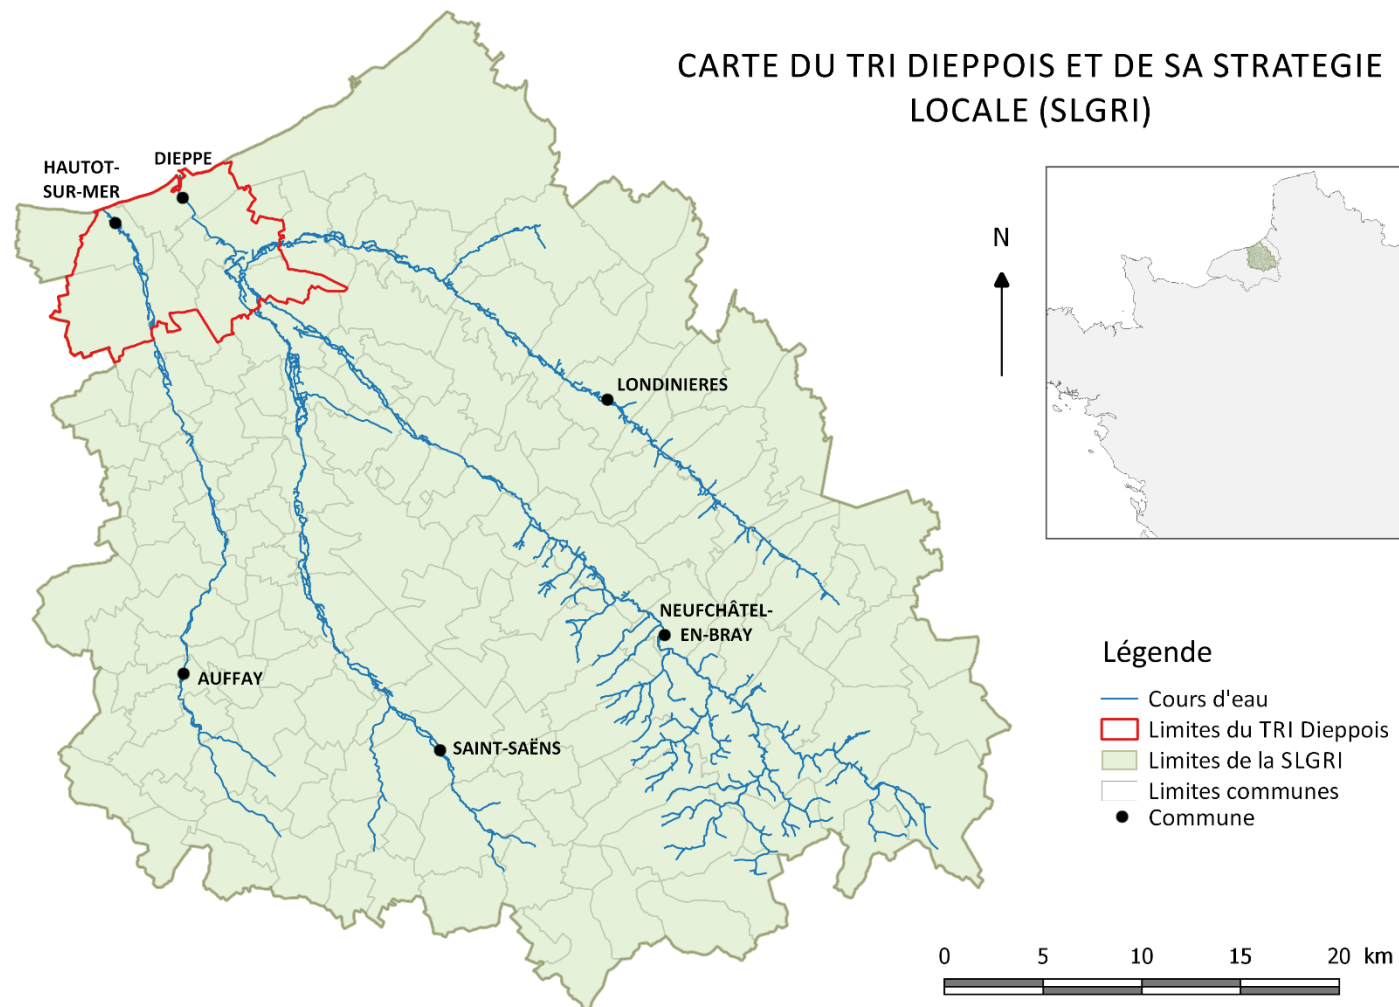 CARTE DU TRI DIEPPOIS ET DE SA STRATEGIE
LOCALE (SLGRI)
DIEPPE
HAUTOT-
SUR-MER
N
LONDINIERES
NEUFCHÂTEL-
EN-BRAY
AUFFAY
SAINT-SAËNS
Légende
Cours d'eau
Limites du TRI Dieppois
Limites de la SLGRI
Limites communes
Commune
0 5 10 15 20 km